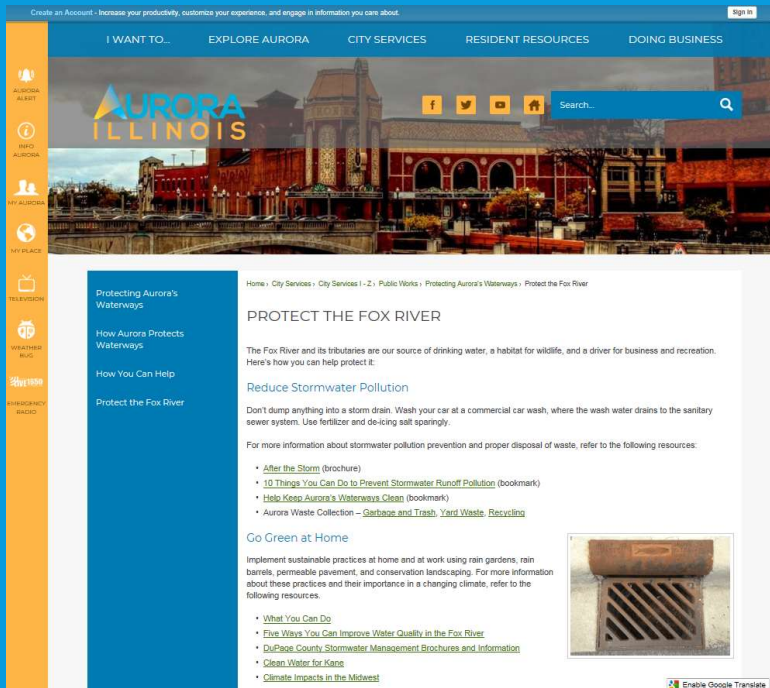 Create an Account - Increase your productivity, customize your experience, and engage in information you care about.
Sign In
I WANT TO...
EXPLORE AURORA
CITY SERVICES
RESIDENT RESOURCES
DOING BUSINESS
AURORA
ALERT
INFO
AURORA
MY AURORA
MY PLACE
TELEVISION
WEATHER
BUG
EMERGENCY
RADIO
AURORA
ILLINOIS
Search...
Protecting Aurora's
Waterways
How Aurora Protects
Waterways
How You Can Help
Protect the Fox River
Home › City Services › City Services I - Z › Public Works › Protecting Aurora's Waterways › Protect the Fox River
PROTECT THE FOX RIVER
The Fox River and its tributaries are our source of drinking water, a habitat for wildlife, and a driver for business and recreation.
Here's how you can help protect it:
Reduce Stormwater Pollution
Don't dump anything into a storm drain. Wash your car at a commercial car wash, where the wash water drains to the sanitary
sewer system. Use fertilizer and de-icing salt sparingly.
For more information about stormwater pollution prevention and proper disposal of waste, refer to the following resources:
• After the Storm (brochure)
• 10 Things You Can Do to Prevent Stormwater Runoff Pollution (bookmark)
• Help Keep Aurora's Waterways Clean (bookmark)
• Aurora Waste Collection – Garbage and Trash, Yard Waste, Recycling
Go Green at Home
Implement sustainable practices at home and at work using rain gardens, rain
barrels, permeable pavement, and conservation landscaping. For more information
about these practices and their importance in a changing climate, refer to the
following resources.
• What You Can Do
• Five Ways You Can Improve Water Quality in the Fox River
• DuPage County Stormwater Management Brochures and Information
• Clean Water for Kane
• Climate Impacts in the Midwest
Enable Google Translate